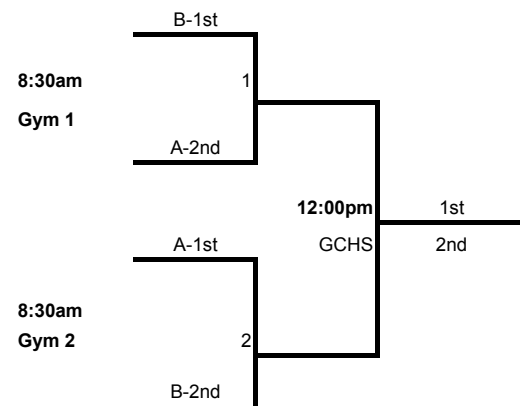 B-1st
8:30am
1
Gym 1
A-2nd
12:00pm
1st
GCHS
2nd
A-1st
8:30am
Gym 2
2
B-2nd